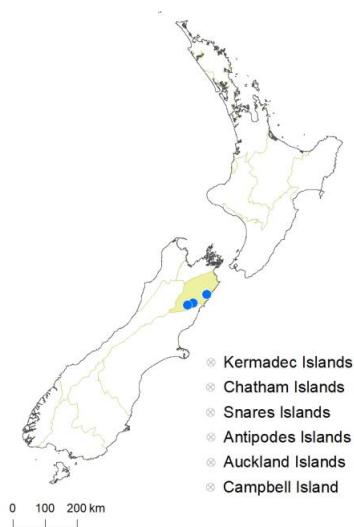 Kermadec Islands
Chatham Islands
Snares Islands
Antipodes Islands
Auckland Islands
Campbell Island
0 100 200 km